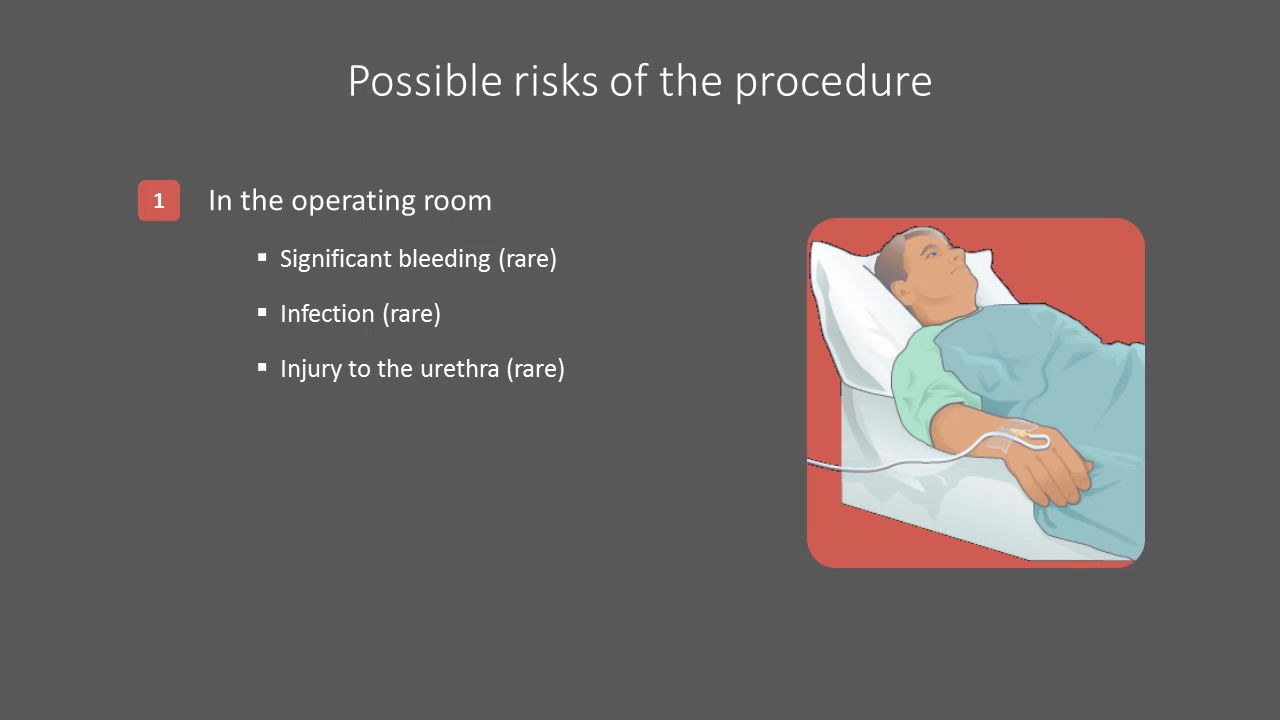 Possible risks of the procedure
1 In the operating room
▪ Significant bleeding (rare)
▪ Infection (rare)
▪ Injury to the urethra (rare)